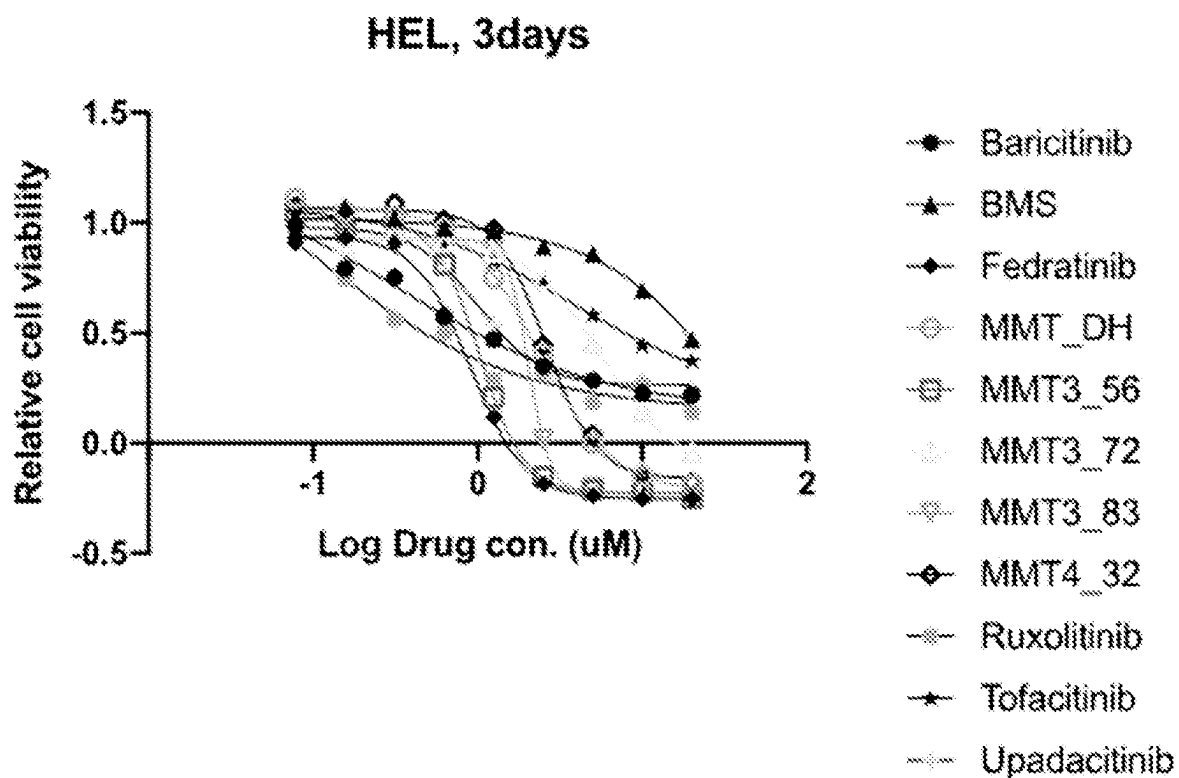 HEL, 3days
1.5
1.0
0.5
0.0
-0.5
-1
0
1
2
Relative cell viability
Log Drug con. (uM)
Baricitinib
BMS
Fedratinib
MMT_DH
MMT3_56
MMT3_72
MMT3_83
MMT4_32
Ruxolitinib
Tofacitinib
Upadacitinib